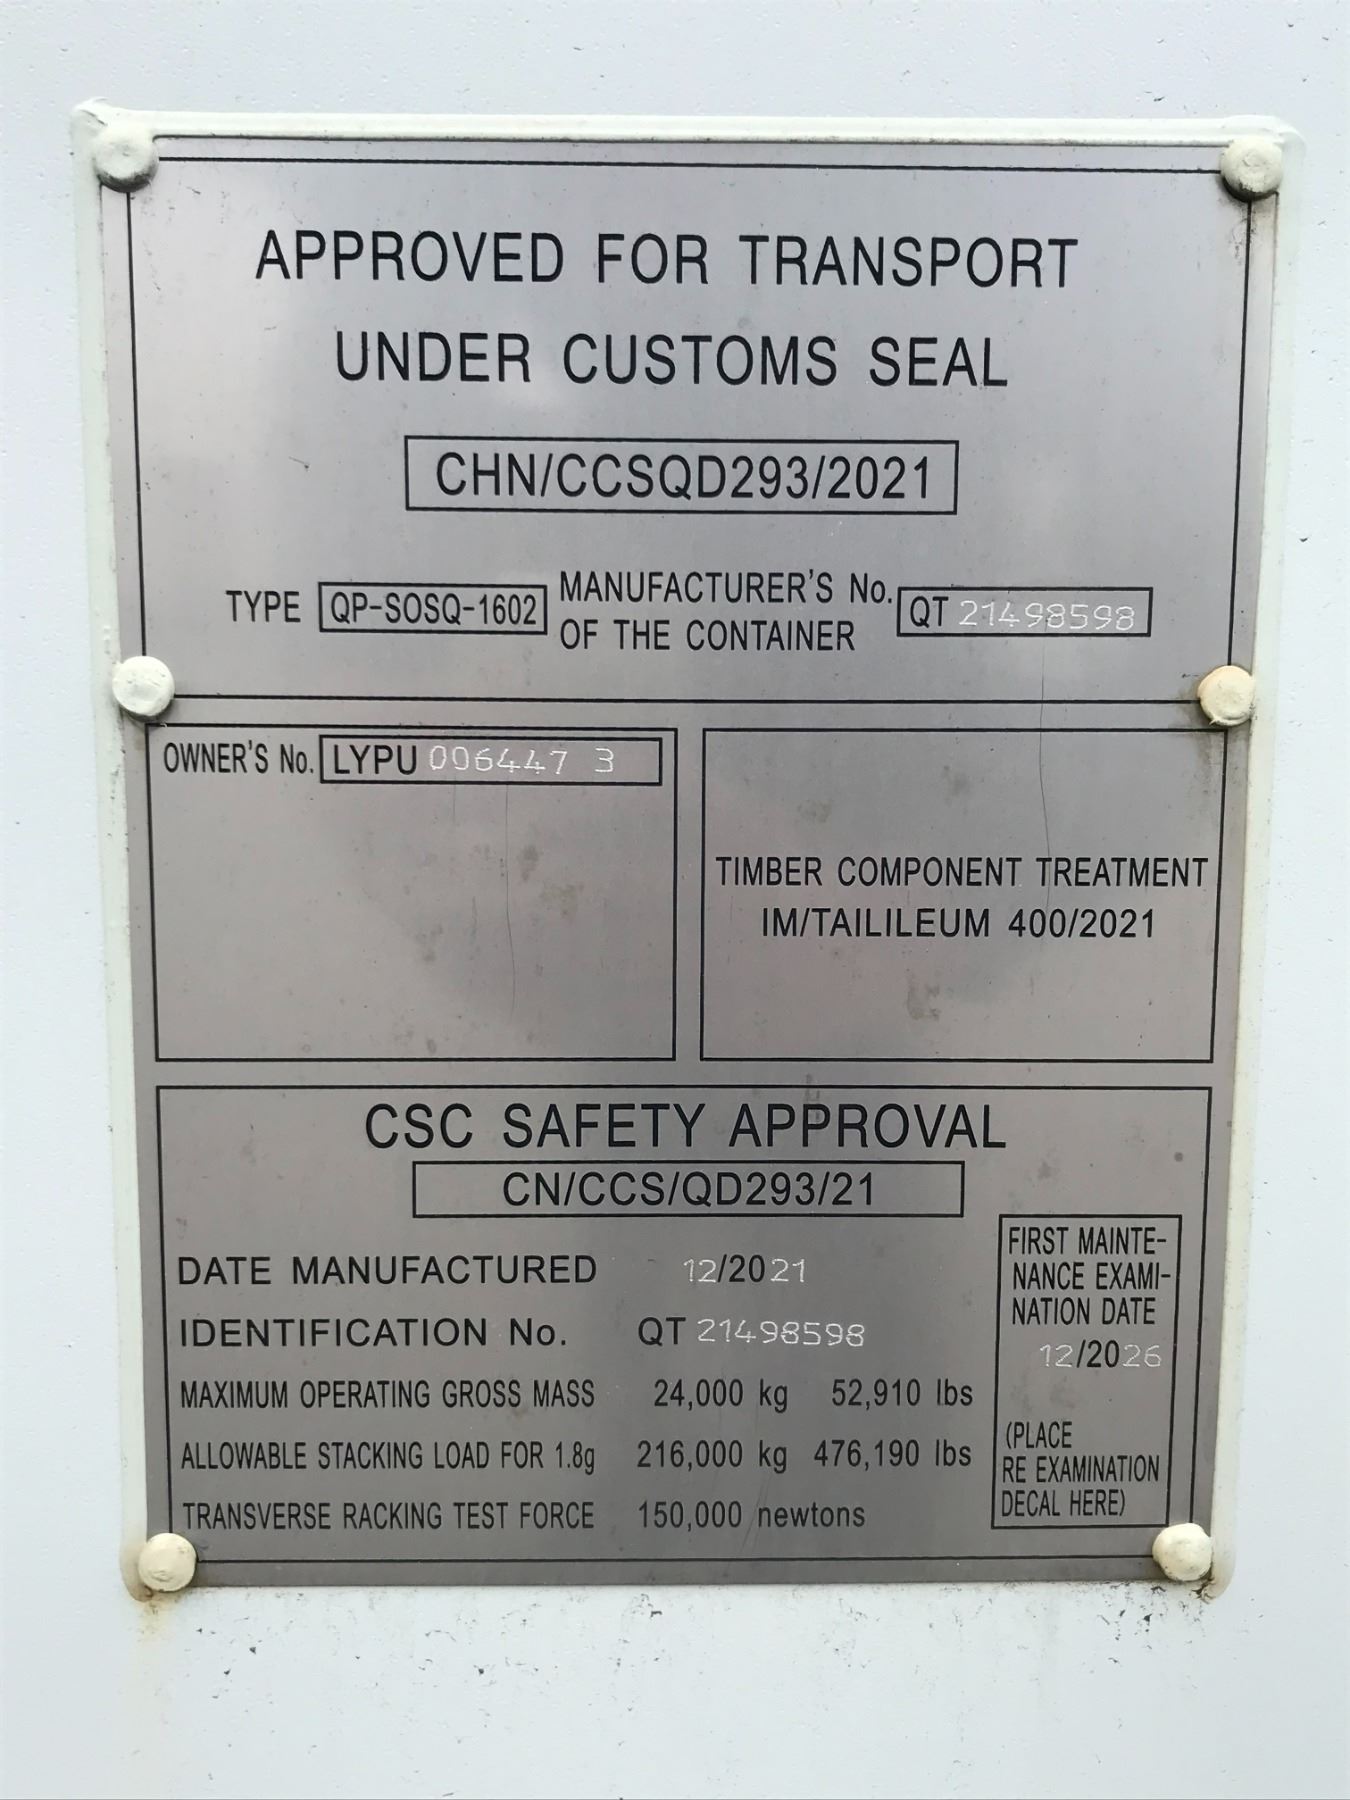 APPROVED FOR TRANSPORT
UNDER CUSTOMS SEAL
CHN/CCSQD293/2021
TYPE QP-SOSQ-1602 MANUFACTURER'S No. OF THE CONTAINER QT 21498598
OWNER'S No. LYPU 006447 3
TIMBER COMPONENT TREATMENT
IM/TAILILEUM 400/2021
CSC SAFETY APPROVAL
CN/CCS/QD293/21
DATE MANUFACTURED 12/2021
IDENTIFICATION No. QT 21498598
MAXIMUM OPERATING GROSS MASS 24,000 kg 52,910 lbs
ALLOWABLE STACKING LOAD FOR 1.8g 216,000 kg 476,190 lbs
TRANSVERSE RACKING TEST FORCE 150,000 newtons
FIRST MAINTE-
NANCE EXAMI-
NATION DATE
12/2026
(PLACE
RE EXAMINATION
DECAL HERE)